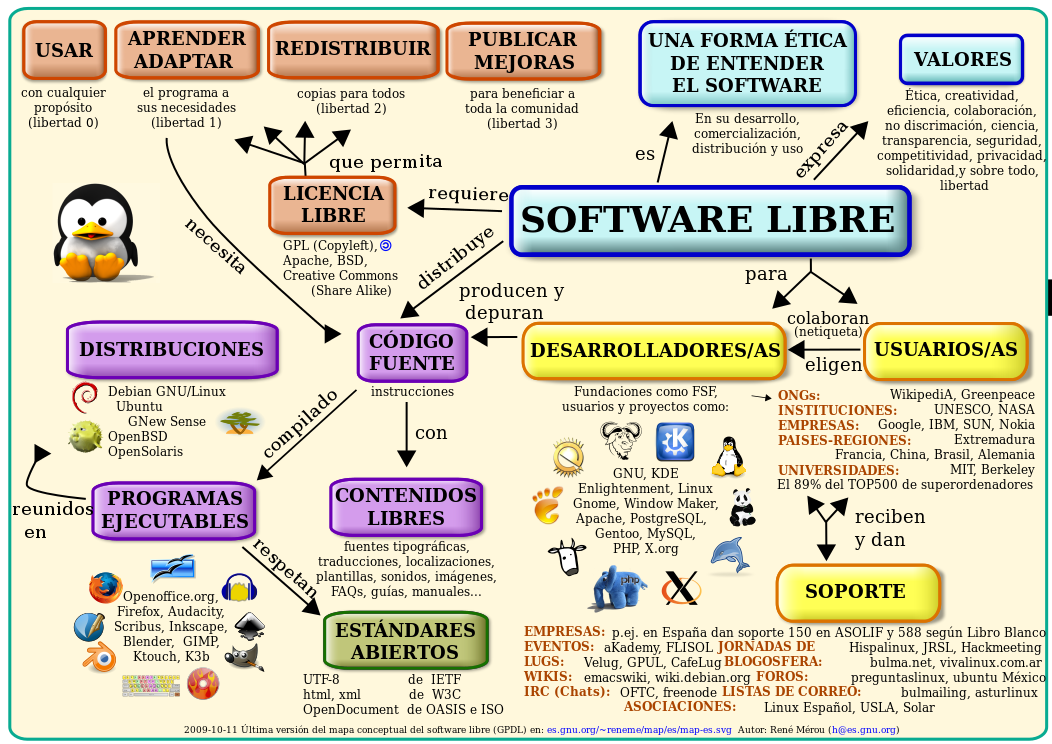 USAR
con cualquier
propósito
(libertad 0)
APRENDER
ADAPTAR
el programa a
sus necesidades
(libertad 1)
REDISTRIBUIR
copias para todos
(libertad 2)
PUBLICAR
MEJORAS
para beneficiar a
toda la comunidad
(libertad 3)
UNA FORMA ÉTICA
DE ENTENDER
EL SOFTWARE
En su desarrollo,
comercialización,
distribución y uso
VALORES
Ética, creatividad,
eficiencia, colaboración,
no discrimación, ciencia,
transparencia, seguridad,
competitividad, privacidad,
solidaridad,y sobre todo,
libertad
que permita
es
expresa
LICENCIA
LIBRE
requiere
SOFTWARE LIBRE
GPL (Copyleft),
Apache, BSD,
Creative Commons
(Share Alike)
necesita
distribuye
para
producen y
depuran
colaboran
(netiqueta)
eligen
DISTRIBUCIONES
CÓDIGO
FUENTE
DESARROLLADORES/AS
USUARIOS/AS
Debian GNU/Linux
Ubuntu
GNew Sense
OpenBSD
OpenSolaris
instrucciones
compilado
con
Fundaciones como FSF,
usuarios y proyectos como:
GNU, KDE
Enlightenment, Linux
Gnome, Window Maker,
Apache, PostgreSQL,
Gentoo, MySQL,
PHP, X.org
php
ONGs: WikipediA, Greenpeace
INSTITUCIONES: UNESCO, NASA
EMPRESAS: Google, IBM, SUN, Nokia
PAISES-REGIONES: Extremadura
Francia, China, Brasil, Alemania
UNIVERSIDADES: MIT, Berkeley
El 89% del TOP500 de superordenadores
reunidos
en
PROGRAMAS
EJECUTABLES
CONTENIDOS
LIBRES
fuentes tipográficas,
traducciones, localizaciones,
plantillas, sonidos, imágenes,
FAQs, guías, manuales...
respetan
reciben
y dan
Openoffice.org,
Firefox, Audacity,
Scribus, Inkscape,
Blender, GIMP,
Ktouch, K3b
ESTÁNDARES
ABIERTOS
UTF-8 de IETF
html, xml de W3C
OpenDocument de OASIS e ISO
SOPORTE
EMPRESAS: p.ej. en España dan soporte 150 en ASOLIF y 588 según Libro Blanco
EVENTOS: aKademy, FLISOL JORNADAS DE Hispalinux, JRSL, Hackmeeting
LUGS: Velug, GPUL, CafeLug BLOGOSFERA: bulma.net, vivalinux.com.ar
WIKIS: emacswiki, wiki.debian.org FOROS: preguntaslinux, ubuntu México
IRC (Chats): OFTC, freenode LISTAS DE CORREO: bulmailing, asturlinux
ASOCIACIONES: Linux Español, USLA, Solar
2009-10-11 Última versión del mapa conceptual del software libre (GPDL) en: es.gnu.org/~reneme/map/es/map-es.svg Autor: René Mérou (h@es.gnu.org)